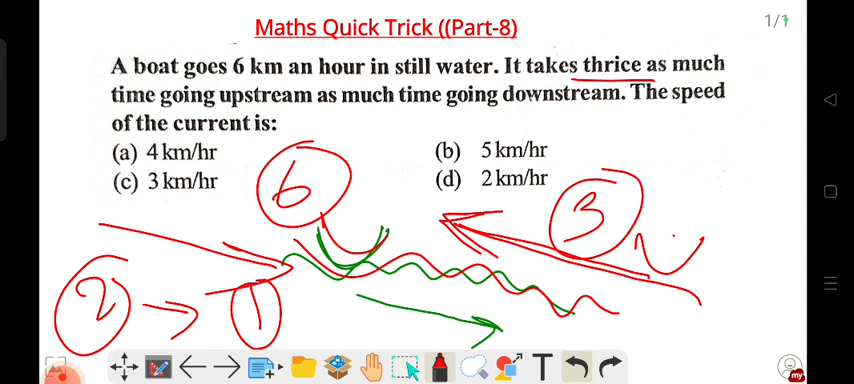 Maths Quick Trick ((Part-8)
1/1
A boat goes 6 km an hour in still water. It takes thrice as much
time going upstream as much time going downstream. The speed
of the current is:
(a) 4 km/hr
(b) 5 km/hr
(c) 3 km/hr
(d) 2 km/hr
6
3
2
1
T
my